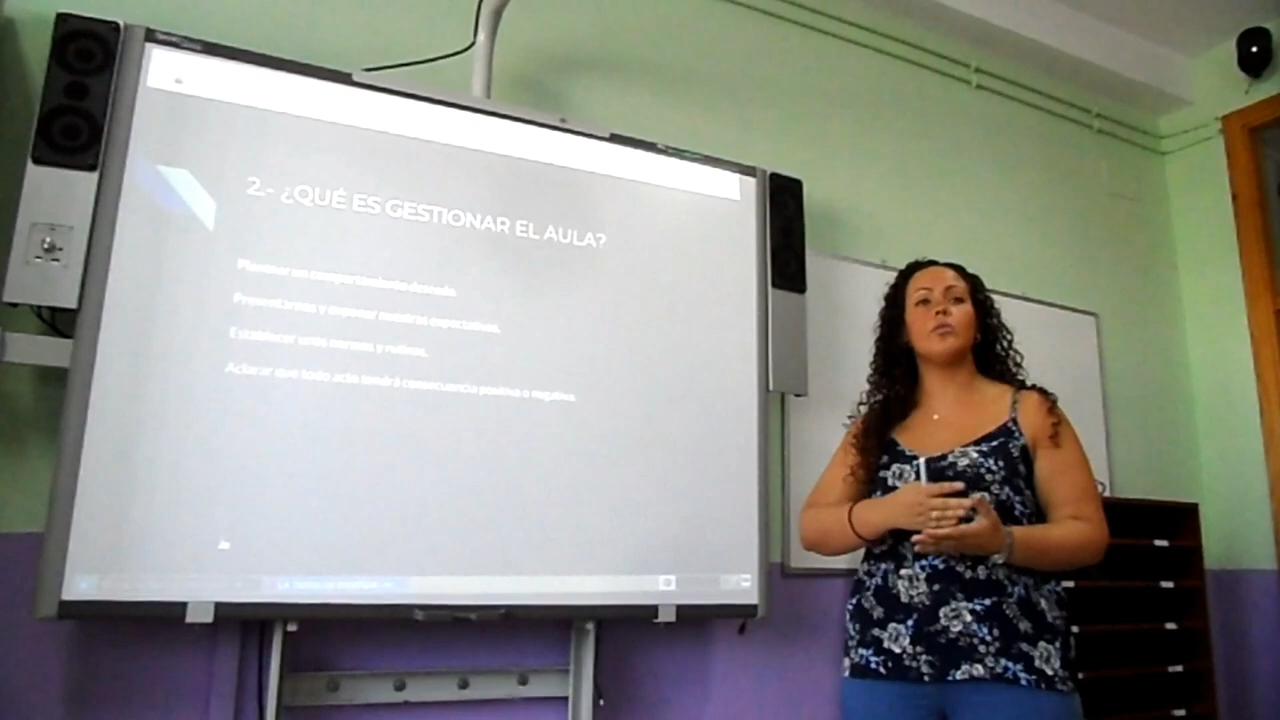 2.- ¿QUÉ ES GESTIONAR EL AULA?
Planear un comportamiento deseado.
Presentarnos y exponer nuestras expectativas.
Establecer unas normas y rutinas.
Aclarar que todo acto tendrá consecuencia positiva o negativa.